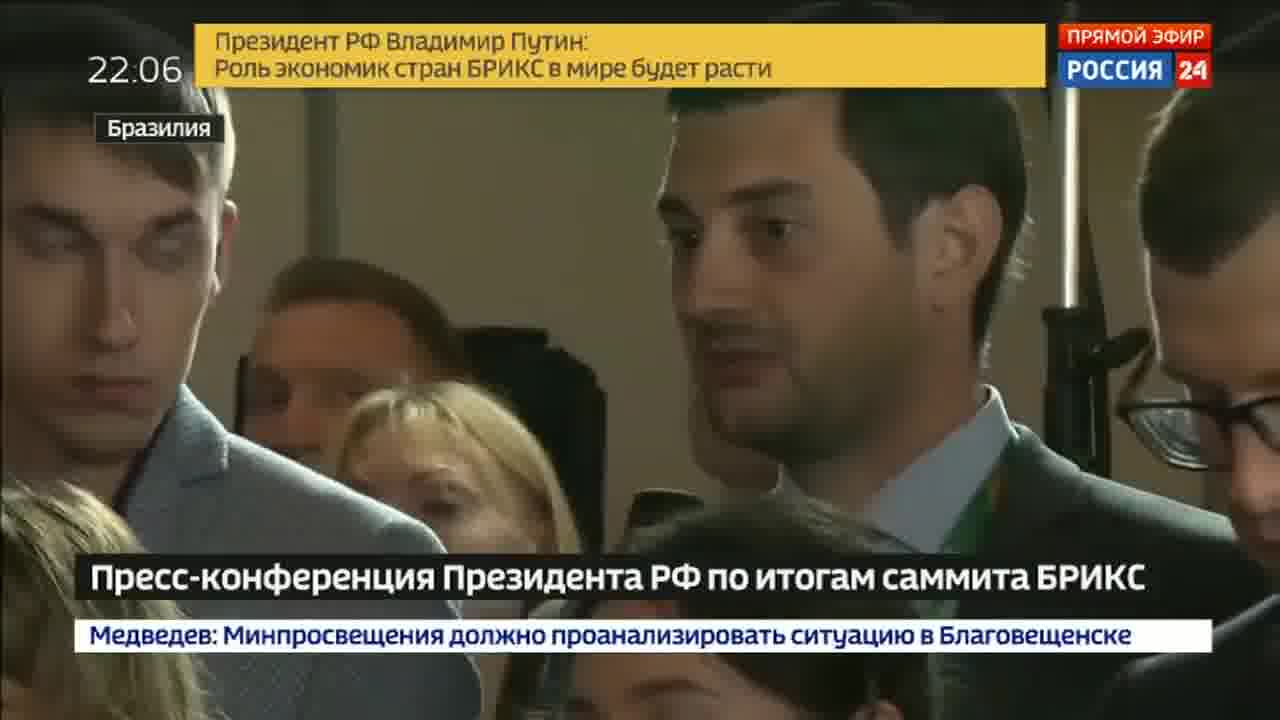 22:06
Президент РФ Владимир Путин:
Роль экономик стран БРИКС в мире будет расти
ПРЯМОЙ ЭФИР
РОССИЯ 24
Бразилия
Пресс-конференция Президента РФ по итогам саммита БРИКС
Медведев: Минпросвещения должно проанализировать ситуацию в Благовещенске